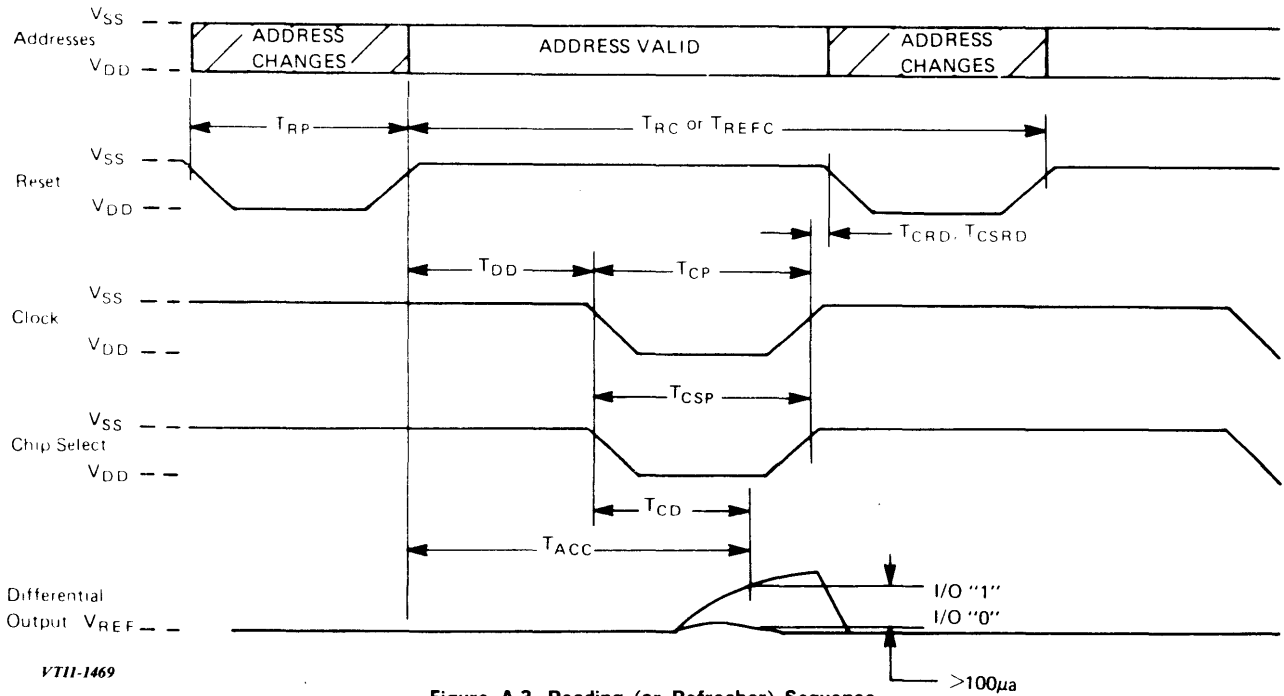 VSS
Addresses
VDD
ADDRESS CHANGES
ADDRESS VALID
ADDRESS CHANGES
TRP
TRC or TREFC
VSS
Reset
VDD
TCRD, TCSRD
TDD
TCP
VSS
Clock
VDD
TCSP
VSS
Chip Select
VDD
TCD
TACC
Differential
Output VREF
I/O "1"
I/O "0"
>100µa
VT11-1469
Figure A-3 Reading (or Refresher) Sequence